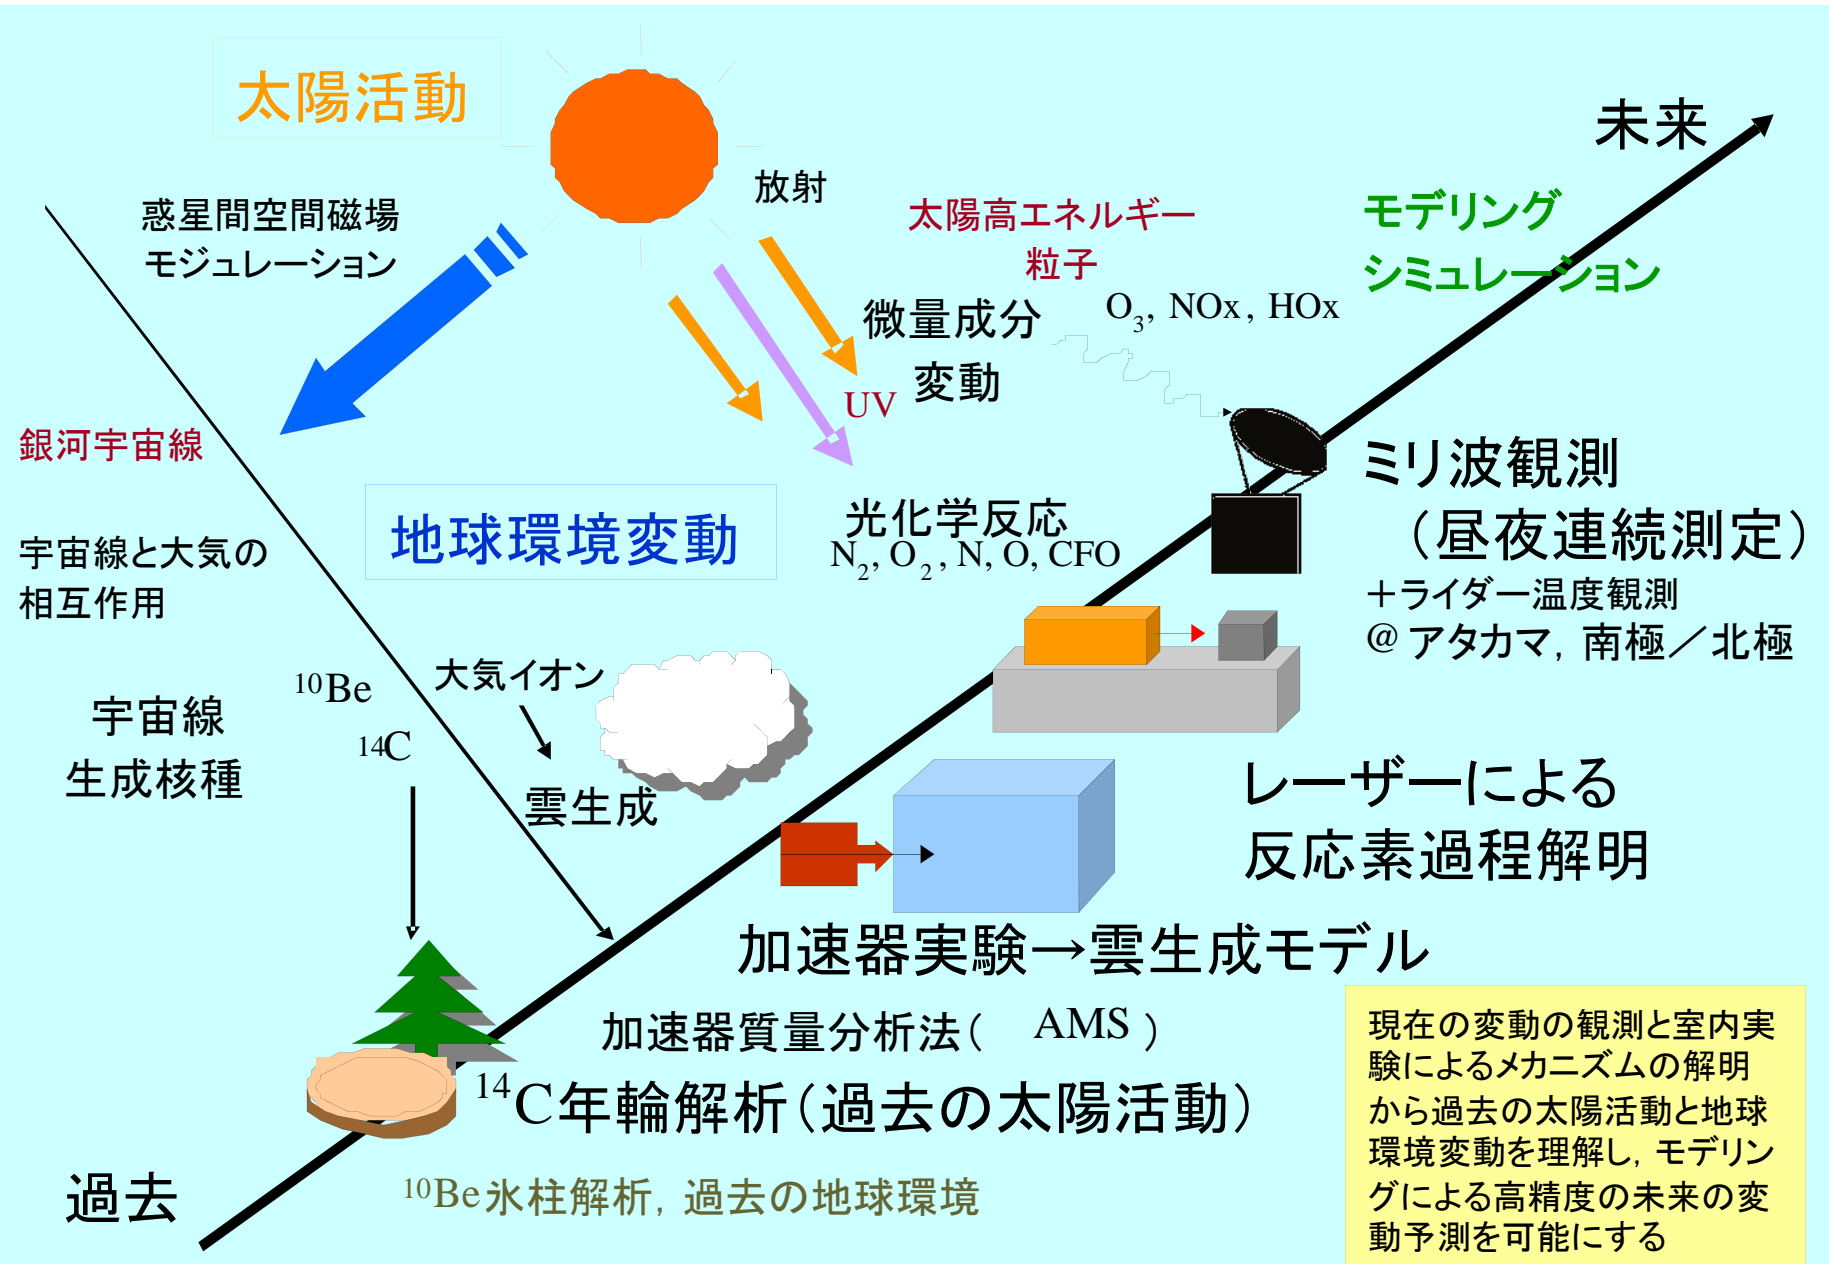 太陽活動
未来
放射
惑星間空間磁場
モジュレーション
太陽高エネルギー
粒子
モデリング
シミュレーション
微量成分
変動
O₃, NOx, HOx
UV
銀河宇宙線
ミリ波観測
（昼夜連続測定）
＋ライダー温度観測
@アタカマ, 南極／北極
地球環境変動
光化学反応
N₂, O₂, N, O, CFO
宇宙線と大気の
相互作用
大気イオン
¹⁰Be
¹⁴C
宇宙線
生成核種
雲生成
レーザーによる
反応素過程解明
加速器実験→雲生成モデル
加速器質量分析法( AMS )
¹⁴C年輪解析(過去の太陽活動)
過去
¹⁰Be氷柱解析, 過去の地球環境
現在の変動の観測と室内実
験によるメカニズムの解明
から過去の太陽活動と地球
環境変動を理解し, モデリン
グによる高精度の未来の変
動予測を可能にする